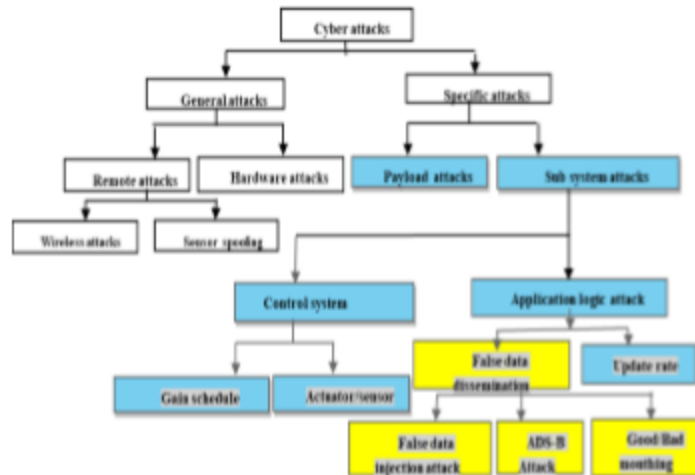 Cyber attacks
General attacks
Specific attacks
Remote attacks
Hardware attacks
Payload attacks
Sub system attacks
Wireless attacks
Sensor spoofing
Control system
Application logic attack
False data
dissemination
Update rate
Gain schedule
Actuator/sensor
False data
injection attack
ADS-B
Attack
Good/Bad
mouthing